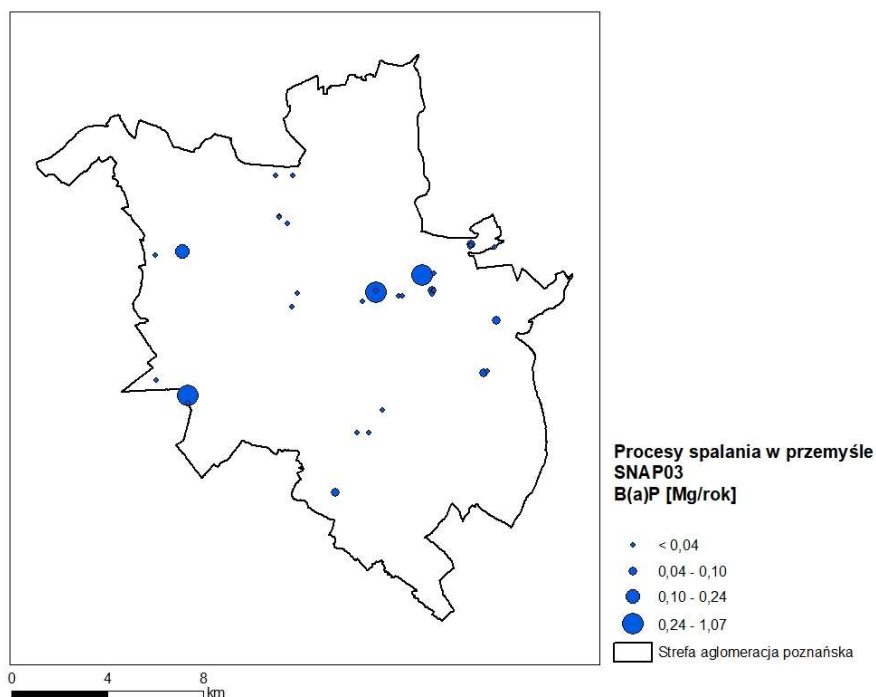 Procesy spalania w przemyśle
SNAP03
B(a)P [Mg/rok]
< 0,04
0,04 - 0,10
0,10 - 0,24
0,24 - 1,07
Strefa aglomeracja poznańska
0 4 8
km